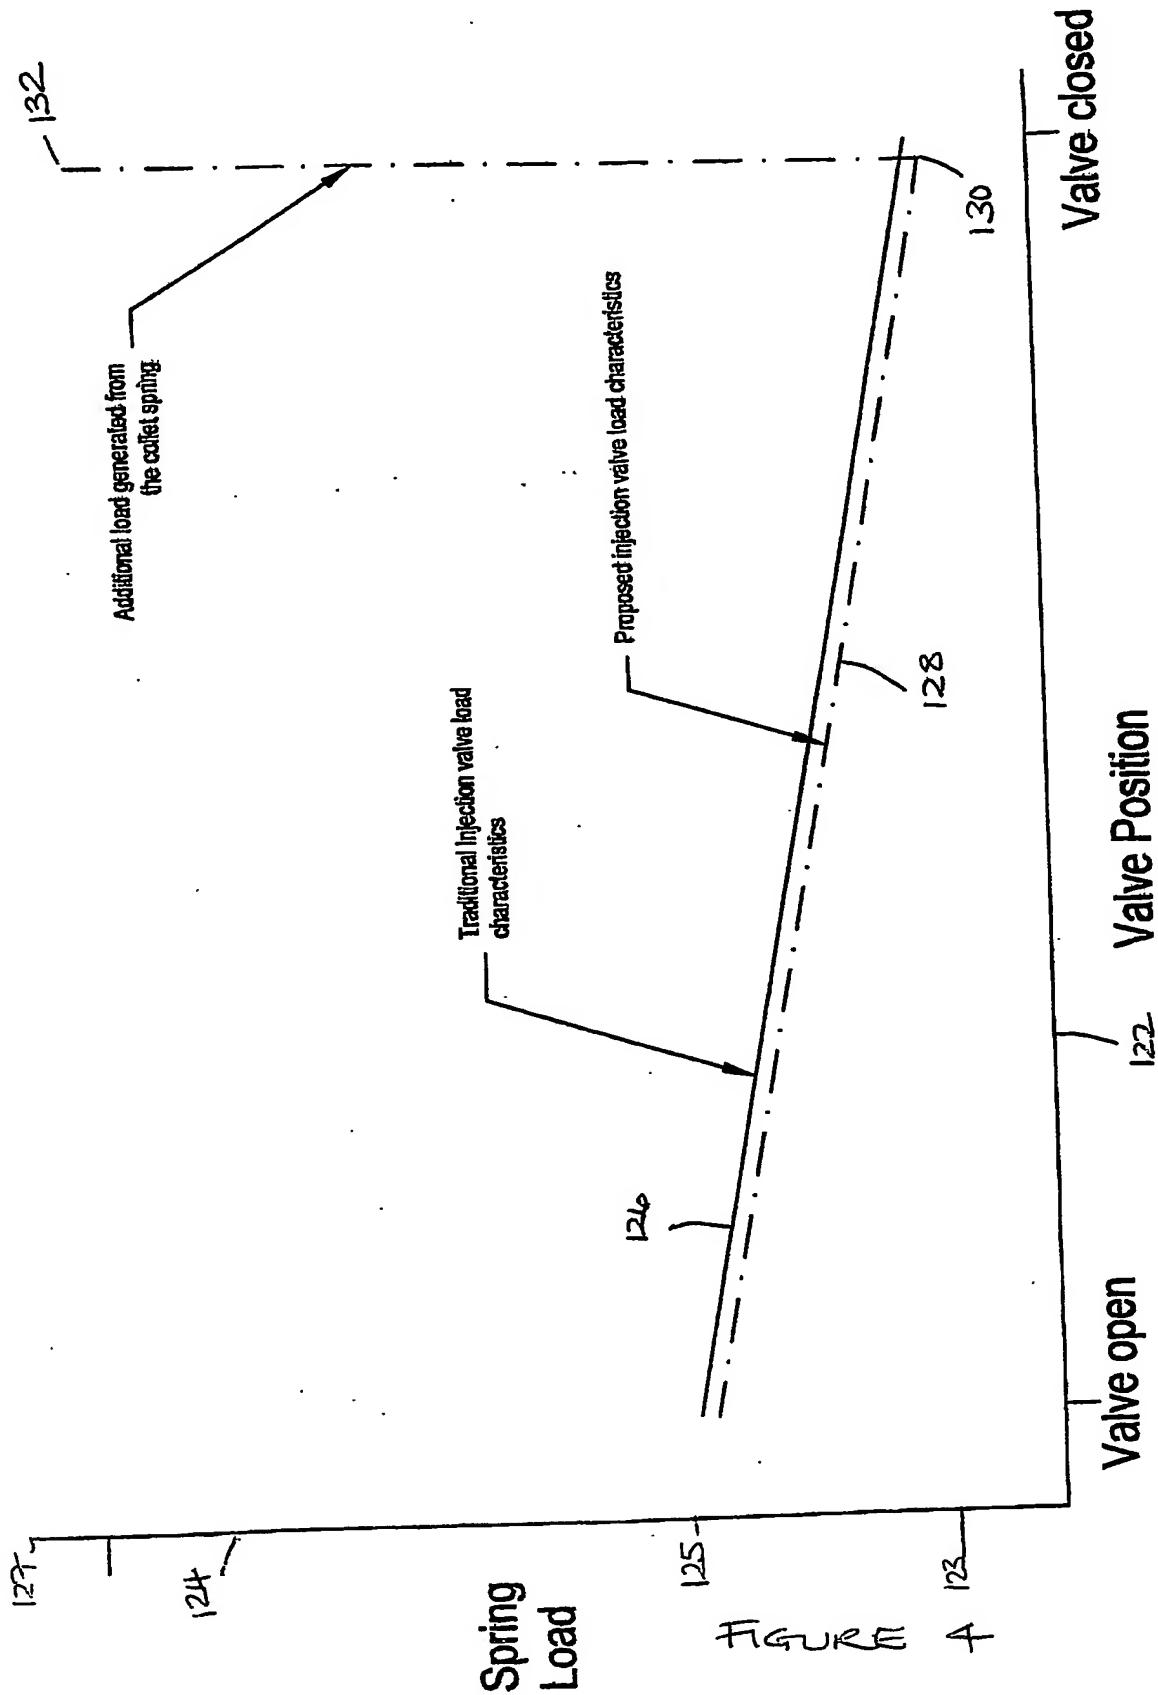 132
Additional load generated from
the collet spring
130
Valve closed
Proposed injection valve load characteristics
128
Traditional Injection valve load
characteristics
126
Valve Position
122
Valve open
127
124
125
123
Spring
Load
FIGURE 4